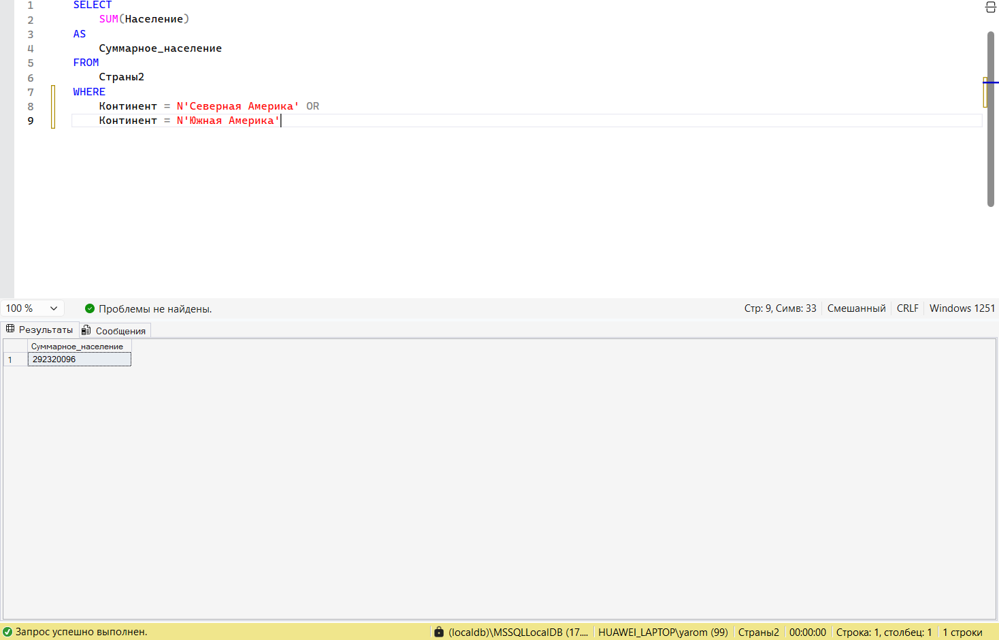 1 SELECT
2 SUM(Население)
3 AS
4 Суммарное_население
5 FROM
6 Страны2
7 WHERE
8 Континент = N'Северная Америка' OR
9 Континент = N'Южная Америка'
100 % Проблемы не найдены. Стр: 9, Симв: 33 Смешанный CRLF Windows 1251
Результаты Сообщения
Суммарное_население
1 292320096
Запрос успешно выполнен. (localdb)\MSSQLLocalDB (17.... HUAWEI_LAPTOP\yarom (99) Страны2 00:00:00 Строка: 1, столбец: 1 1 строки